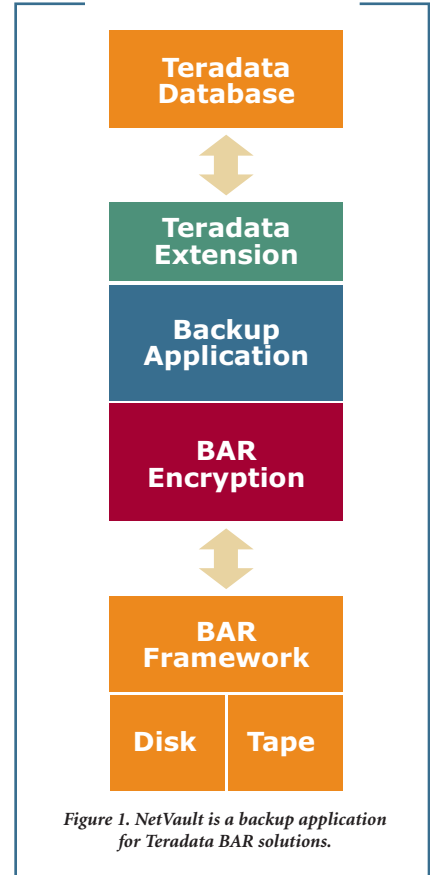 Teradata
Database
Teradata
Extension
Backup
Application
BAR
Encryption
BAR
Framework
Disk Tape
Figure 1. NetVault is a backup application
for Teradata BAR solutions.